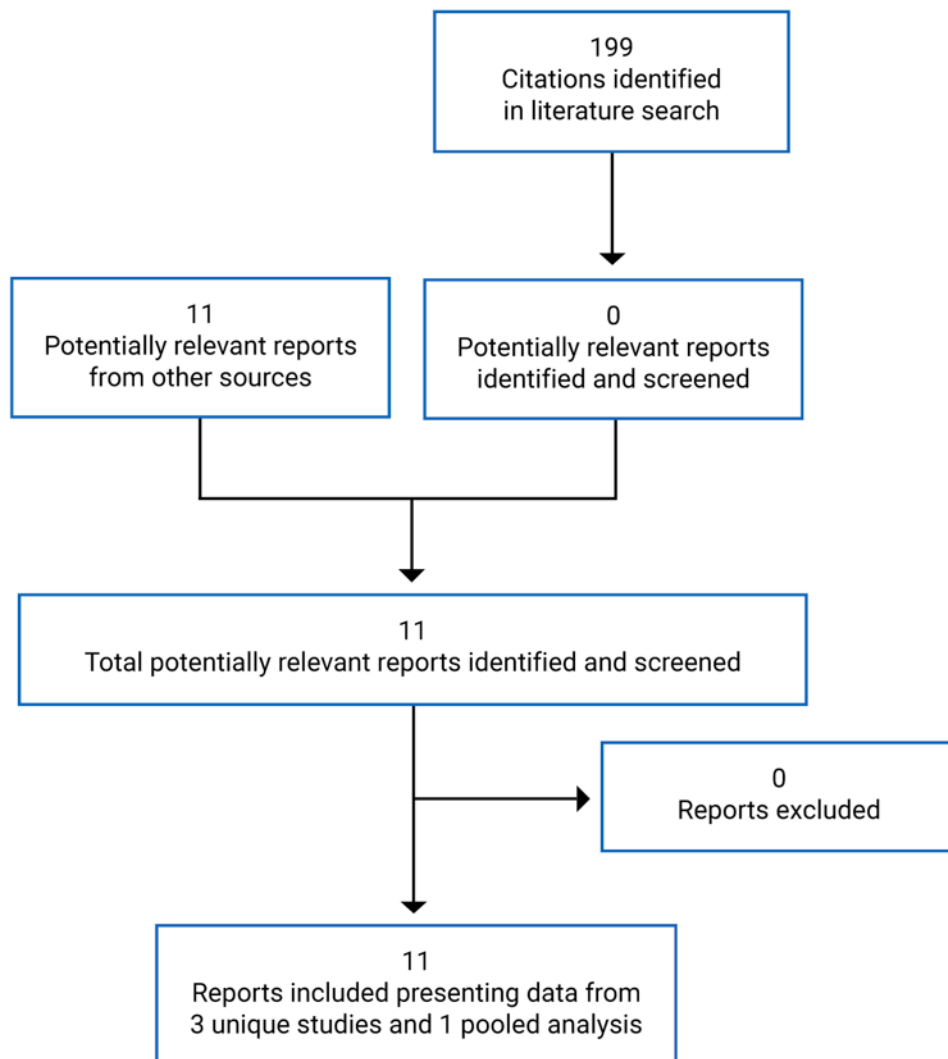 199
Citations identified
in literature search
11
Potentially relevant reports
from other sources
0
Potentially relevant reports
identified and screened
11
Total potentially relevant reports identified and screened
0
Reports excluded
11
Reports included presenting data from
3 unique studies and 1 pooled analysis